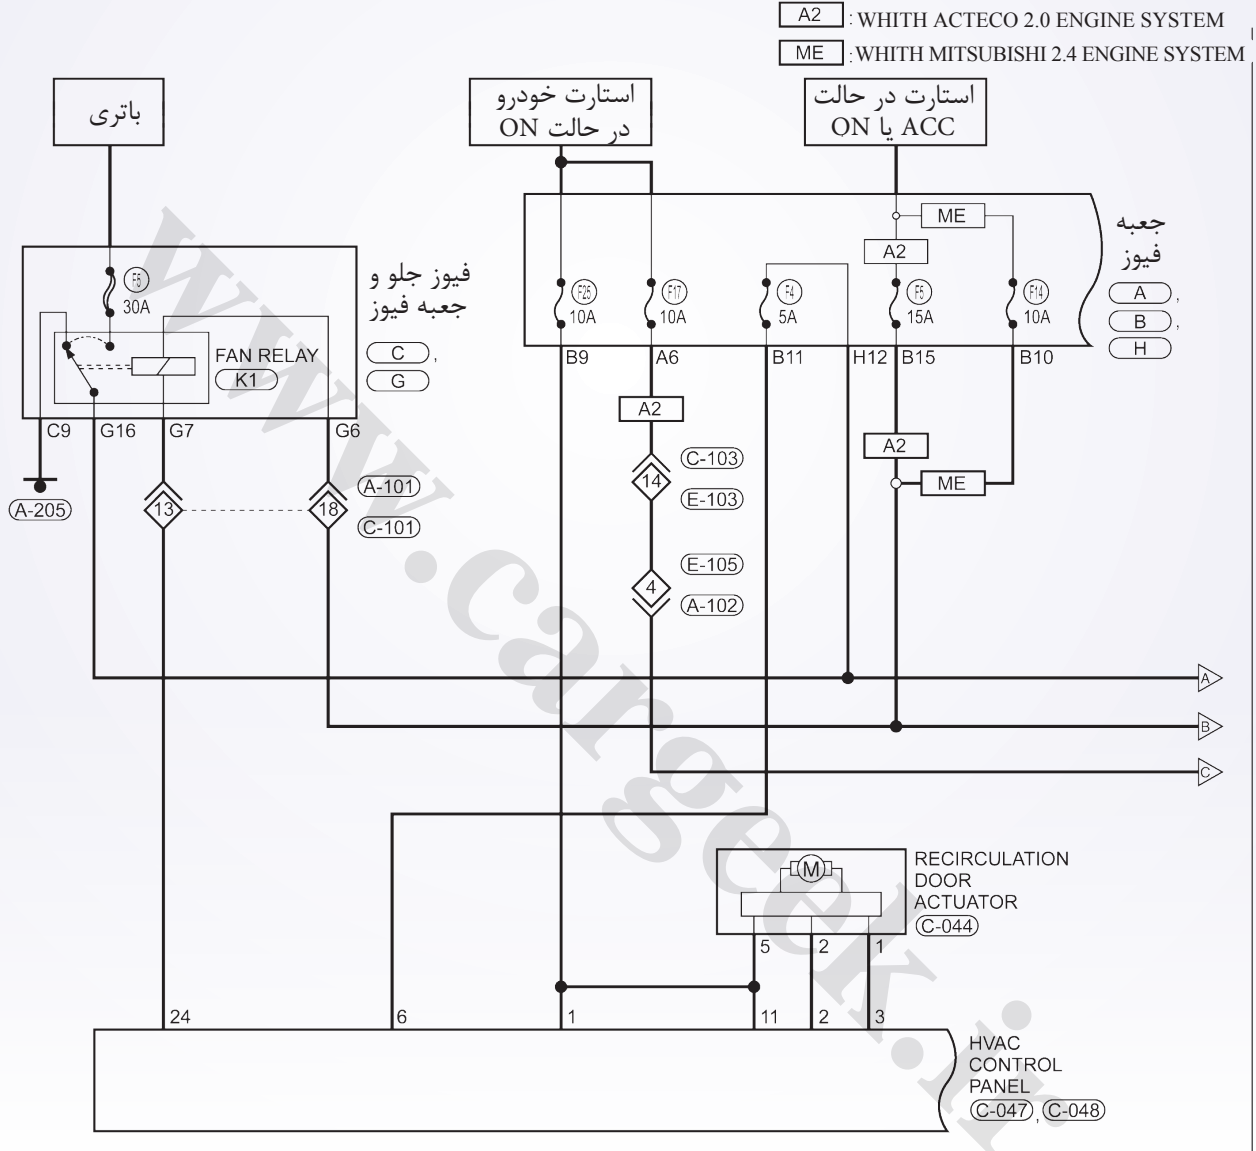 A2 : WHITH ACTECO 2.0 ENGINE SYSTEM
ME : WHITH MITSUBISHI 2.4 ENGINE SYSTEM
باتری
استارت خودرو
در حالت ON
استارت در حالت
ACC یا ON
ME
A2
جعبه
فیوز
A ,
B ,
H
فیوز جلو و
جعبه فیوز
C ,
G
F6
30A
FAN RELAY
K1
F25
10A
F17
10A
F4
5A
F5
15A
F14
10A
B9
A6
B11
H12
B15
B10
C9
G16
G7
G6
A2
A2
ME
A-205
13
18
A-101
C-101
C-103
14
E-103
E-105
4
A-102
A
B
C
M
RECIRCULATION
DOOR
ACTUATOR
C-044
5
2
1
24
6
1
11
2
3
HVAC
CONTROL
PANEL
C-047 , C-048
www.cargeek.ir